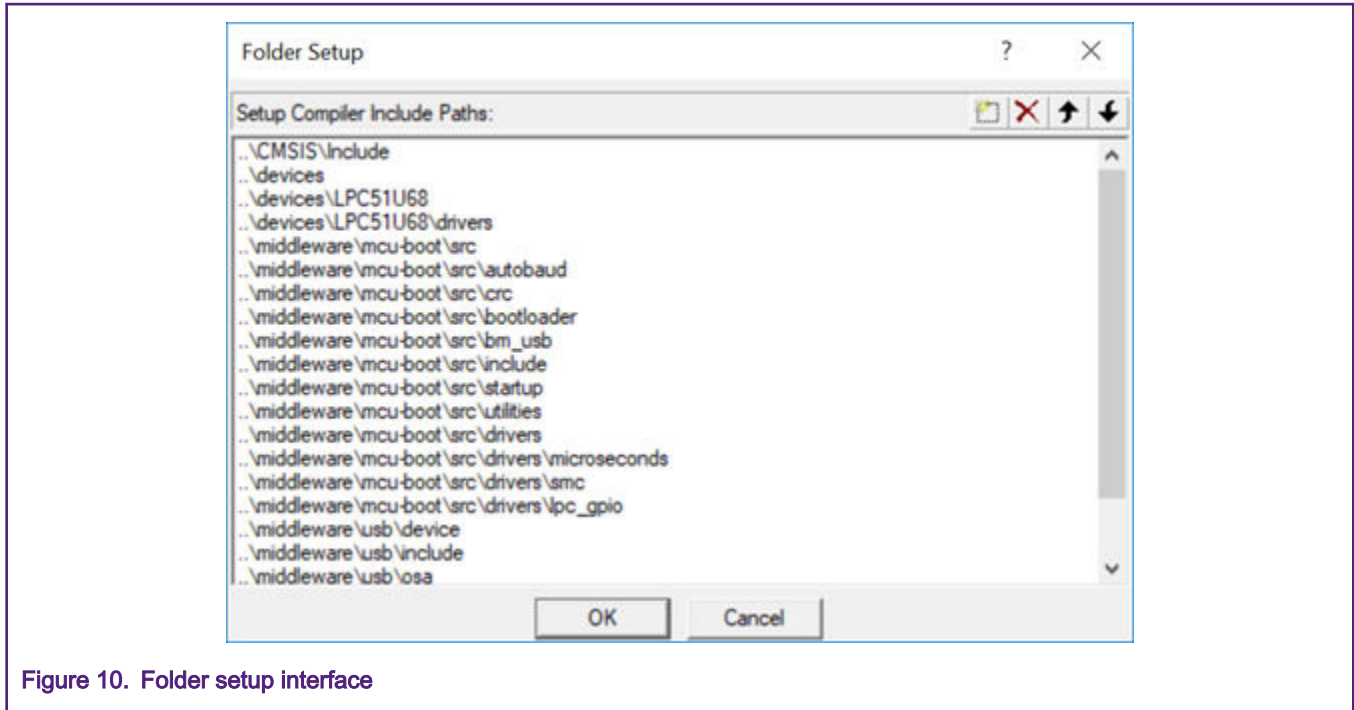 Folder Setup ?
Setup Compiler Include Paths:
..\CMSIS\Include
..\devices
..\devices\LPC51U68
..\devices\LPC51U68\drivers
..\middleware\mcu-boot\src
..\middleware\mcu-boot\src\autobaud
..\middleware\mcu-boot\src\crc
..\middleware\mcu-boot\src\bootloader
..\middleware\mcu-boot\src\bm_usb
..\middleware\mcu-boot\src\include
..\middleware\mcu-boot\src\startup
..\middleware\mcu-boot\src\utilities
..\middleware\mcu-boot\src\drivers
..\middleware\mcu-boot\src\drivers\microseconds
..\middleware\mcu-boot\src\drivers\smc
..\middleware\mcu-boot\src\drivers\lpc_gpio
..\middleware\usb\device
..\middleware\usb\include
..\middleware\usb\osa
OK Cancel
Figure 10. Folder setup interface